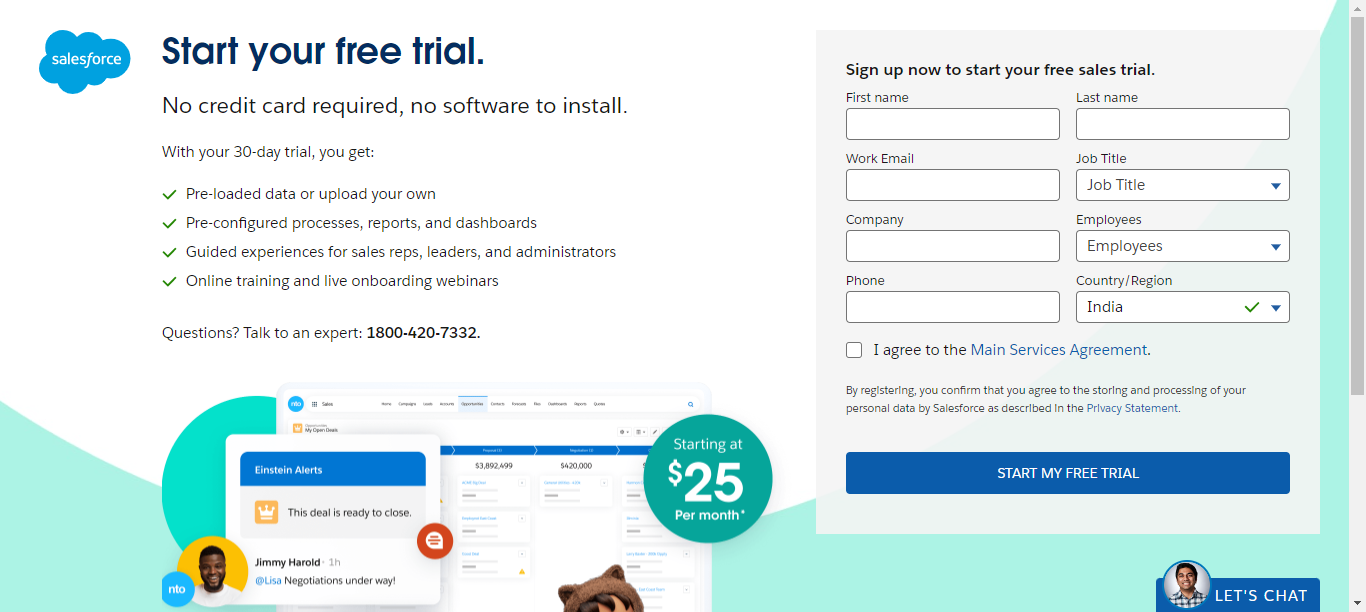 salesforce
Start your free trial.
No credit card required, no software to install.
With your 30-day trial, you get:
Pre-loaded data or upload your own
Pre-configured processes, reports, and dashboards
Guided experiences for sales reps, leaders, and administrators
Online training and live onboarding webinars
Questions? Talk to an expert: 1800-420-7332.
Sign up now to start your free sales trial.
First name
Last name
Work Email
Job Title
Job Title
Company
Employees
Employees
Phone
Country/Region
India
I agree to the Main Services Agreement.
By registering, you confirm that you agree to the storing and processing of your
personal data by Salesforce as described in the Privacy Statement.
START MY FREE TRIAL
nto Sales Home Campaigns Leads Accounts Opportunities Contacts Forecasts Files Dashboards Reports Quotes
Opportunities
My Open Deals
$3,892,499 $420,000
Einstein Alerts
This deal is ready to close.
Jimmy Harold · 1h
@Lisa Negotiations under way!
nto
Starting at
$25
Per month*
LET'S CHAT